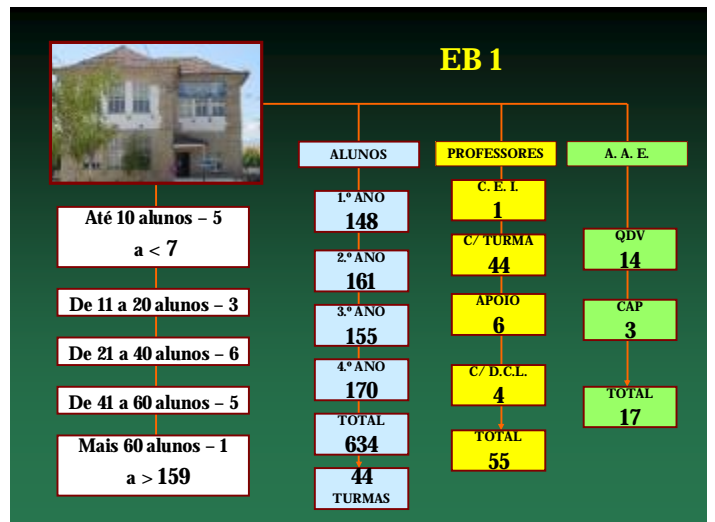 EB 1
Até 10 alunos – 5
a < 7
De 11 a 20 alunos – 3
De 21 a 40 alunos – 6
De 41 a 60 alunos – 5
Mais 60 alunos – 1
a > 159
ALUNOS
1.º ANO
148
2.º ANO
161
3.º ANO
155
4.º ANO
170
TOTAL
634
44
TURMAS
PROFESSORES
C. E. I.
1
C/ TURMA
44
APOIO
6
C/ D.C.L.
4
TOTAL
55
A. A. E.
QDV
14
CAP
3
TOTAL
17